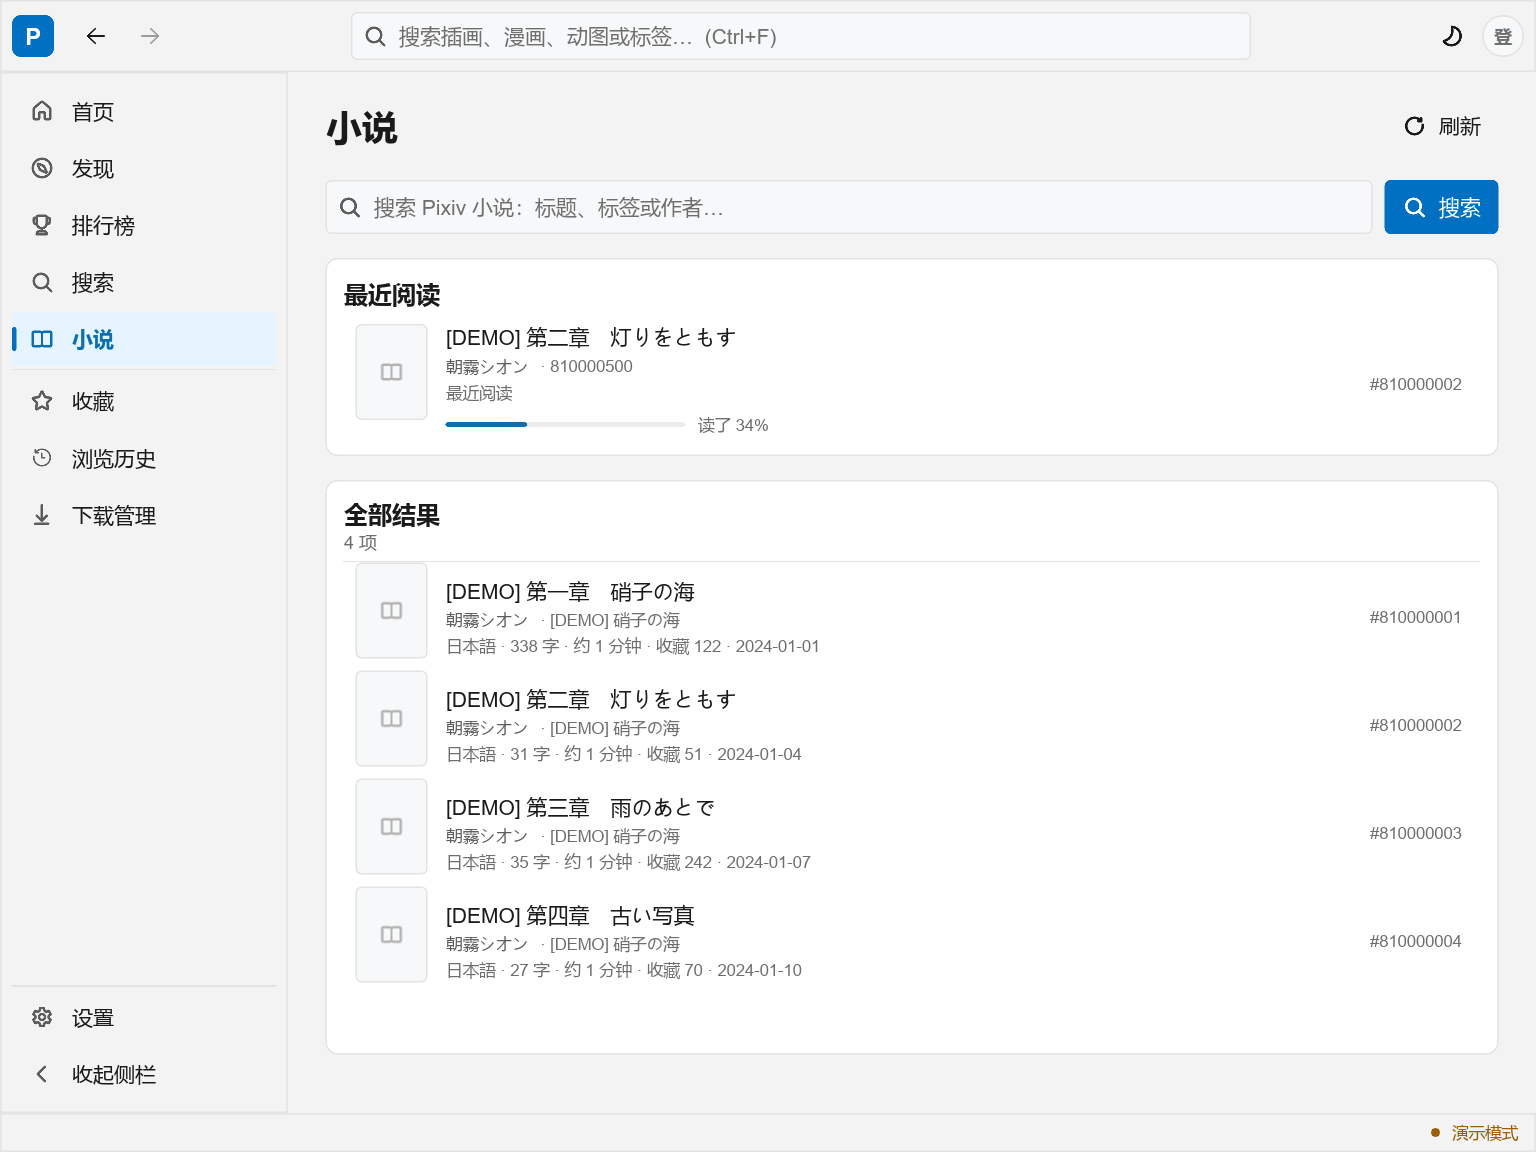 P
搜索插画、漫画、动图或标签… (Ctrl+F)
登
首页
发现
排行榜
搜索
小说
收藏
浏览历史
下载管理
设置
收起侧栏
小说
刷新
搜索 Pixiv 小说：标题、标签或作者…
搜索
最近阅读
[DEMO] 第二章　灯りをともす
朝霧シオン · 810000500
最近阅读
读了 34%
#810000002
全部结果
4 项
[DEMO] 第一章　硝子の海
朝霧シオン · [DEMO] 硝子の海
日本語 · 338 字 · 约 1 分钟 · 收藏 122 · 2024-01-01
#810000001
[DEMO] 第二章　灯りをともす
朝霧シオン · [DEMO] 硝子の海
日本語 · 31 字 · 约 1 分钟 · 收藏 51 · 2024-01-04
#810000002
[DEMO] 第三章　雨のあとで
朝霧シオン · [DEMO] 硝子の海
日本語 · 35 字 · 约 1 分钟 · 收藏 242 · 2024-01-07
#810000003
[DEMO] 第四章　古い写真
朝霧シオン · [DEMO] 硝子の海
日本語 · 27 字 · 约 1 分钟 · 收藏 70 · 2024-01-10
#810000004
演示模式